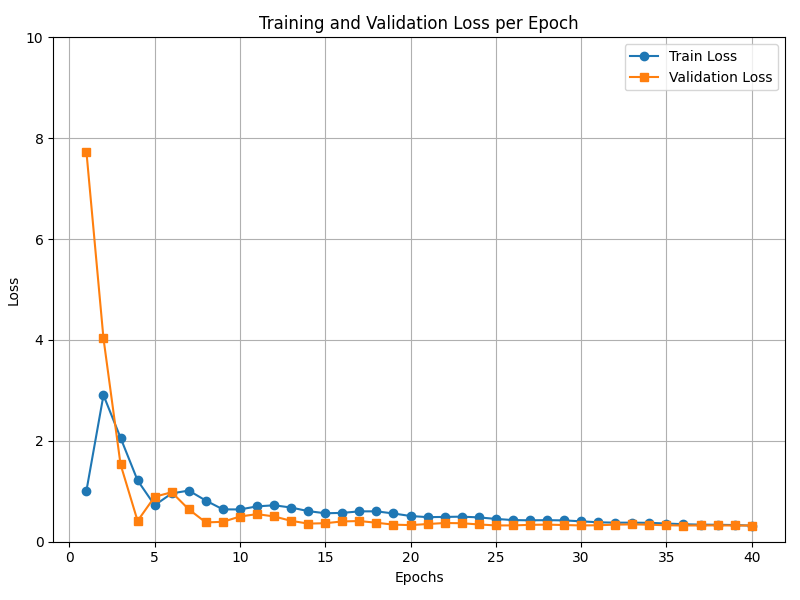 Training and Validation Loss per Epoch
Train Loss
Validation Loss
10
8
6
4
2
0
Loss
0 5 10 15 20 25 30 35 40
Epochs